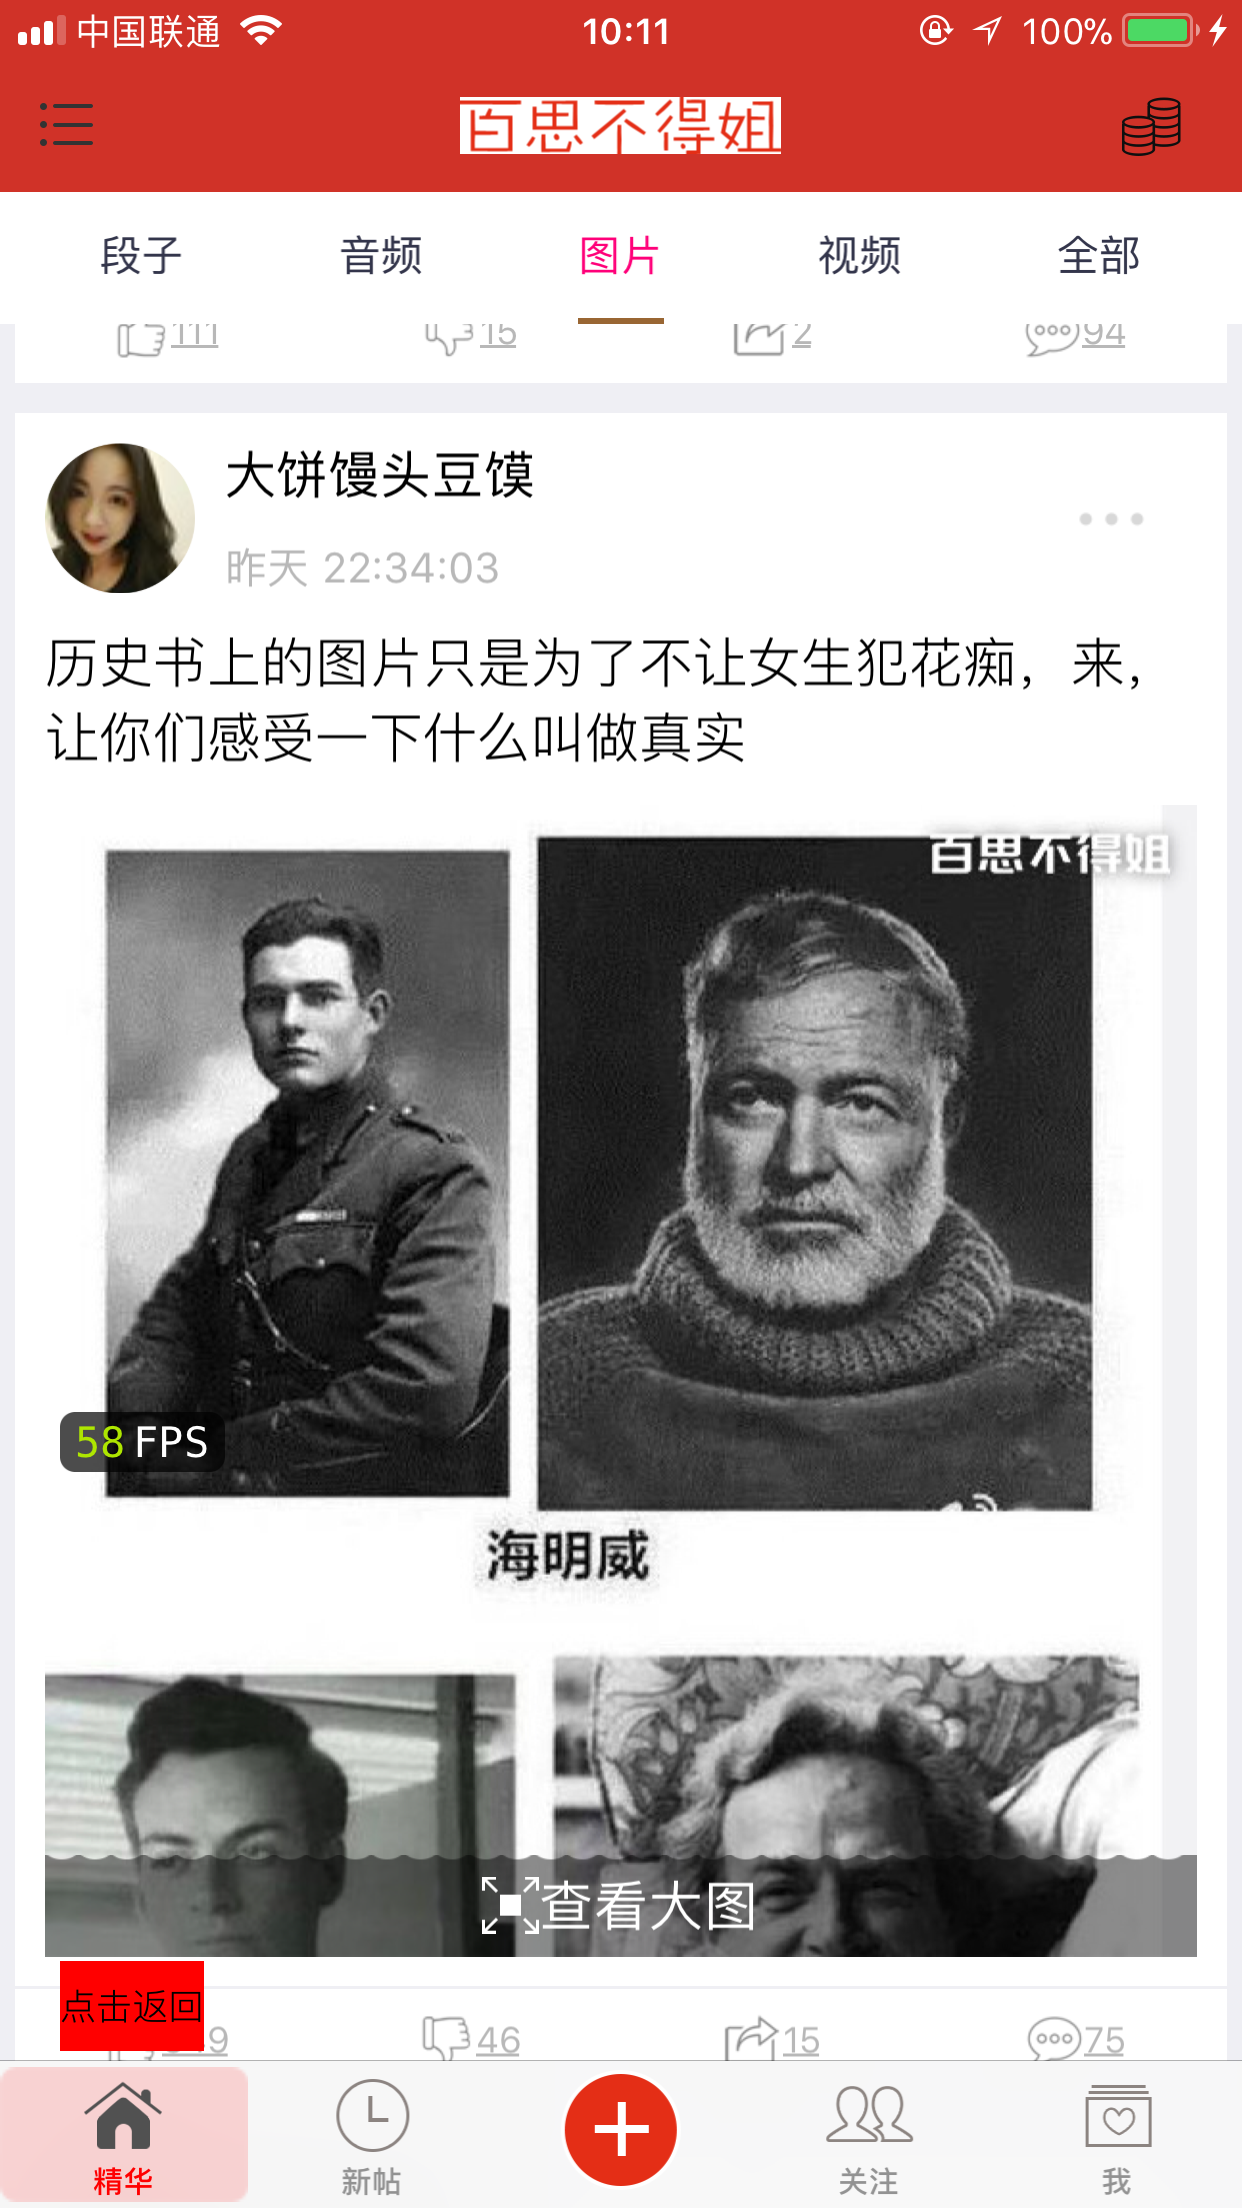 中国联通
10:11
100%
百思不得姐
段子
音频
图片
视频
全部
111
15
2
94
大饼馒头豆馍
昨天 22:34:03
历史书上的图片只是为了不让女生犯花痴，来，
让你们感受一下什么叫做真实
百思不得姐
58 FPS
海明威
查看大图
点击返回
46
15
75
精华
新帖
关注
我